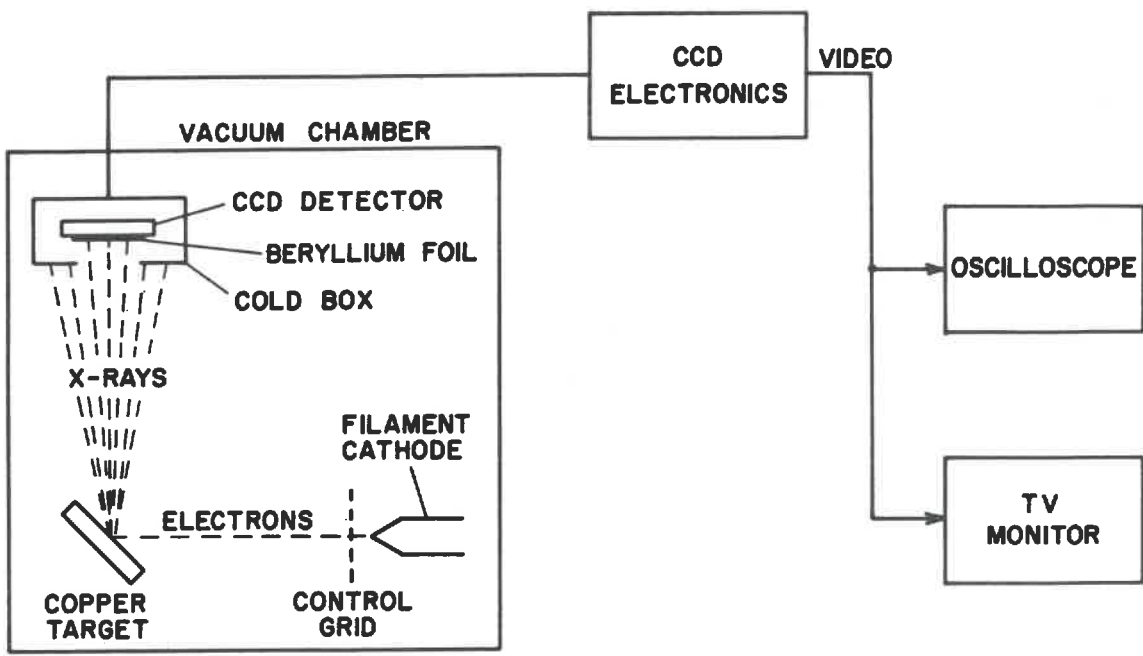 CCD
ELECTRONICS
VIDEO
VACUUM CHAMBER
CCD DETECTOR
BERYLLIUM FOIL
COLD BOX
OSCILLOSCOPE
X-RAYS
FILAMENT
CATHODE
ELECTRONS
TV
MONITOR
COPPER
TARGET
CONTROL
GRID